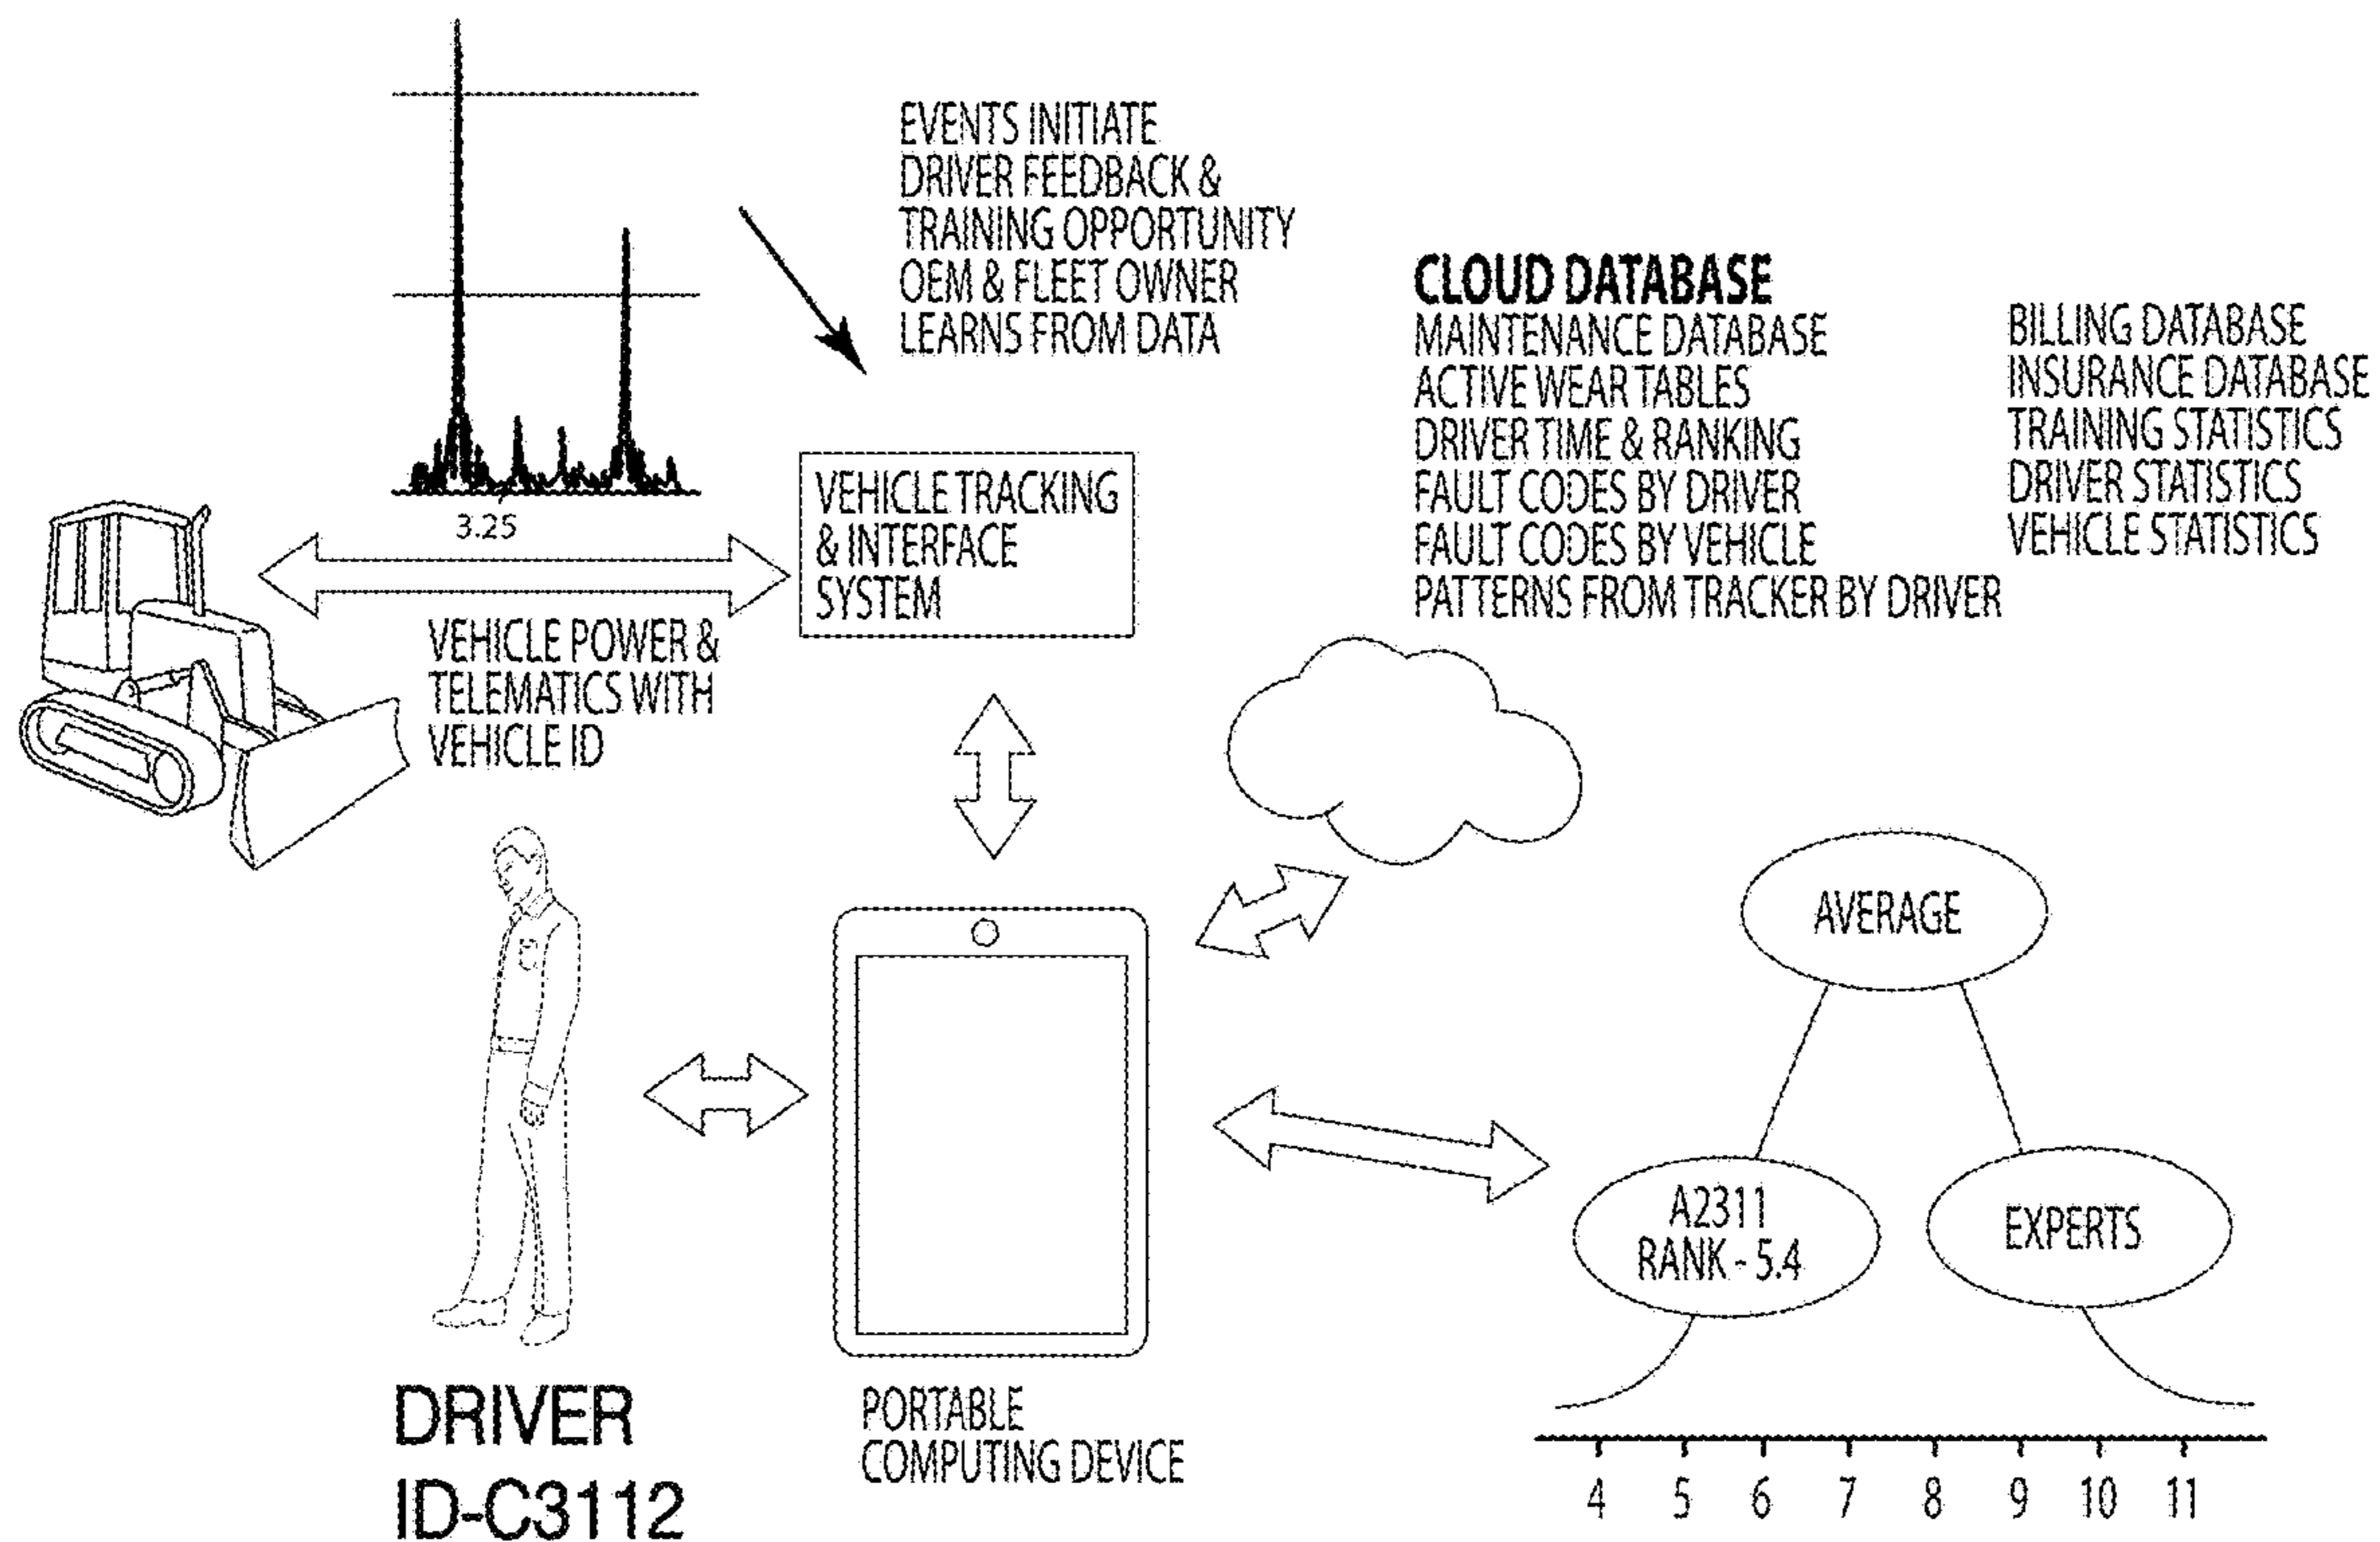 EVENTS INITIATE
DRIVER FEEDBACK &
TRAINING OPPORTUNITY
OEM & FLEET OWNER
LEARNS FROM DATA
3.25
VEHICLE TRACKING
& INTERFACE
SYSTEM
VEHICLE POWER &
TELEMATICS WITH
VEHICLE ID
CLOUD DATABASE
MAINTENANCE DATABASE
ACTIVE WEAR TABLES
DRIVER TIME & RANKING
FAULT CODES BY DRIVER
FAULT CODES BY VEHICLE
PATTERNS FROM TRACKER BY DRIVER
BILLING DATABASE
INSURANCE DATABASE
TRAINING STATISTICS
DRIVER STATISTICS
VEHICLE STATISTICS
DRIVER
ID-C3112
PORTABLE
COMPUTING DEVICE
AVERAGE
A2311
RANK - 5.4
EXPERTS
4 5 6 7 8 9 10 11